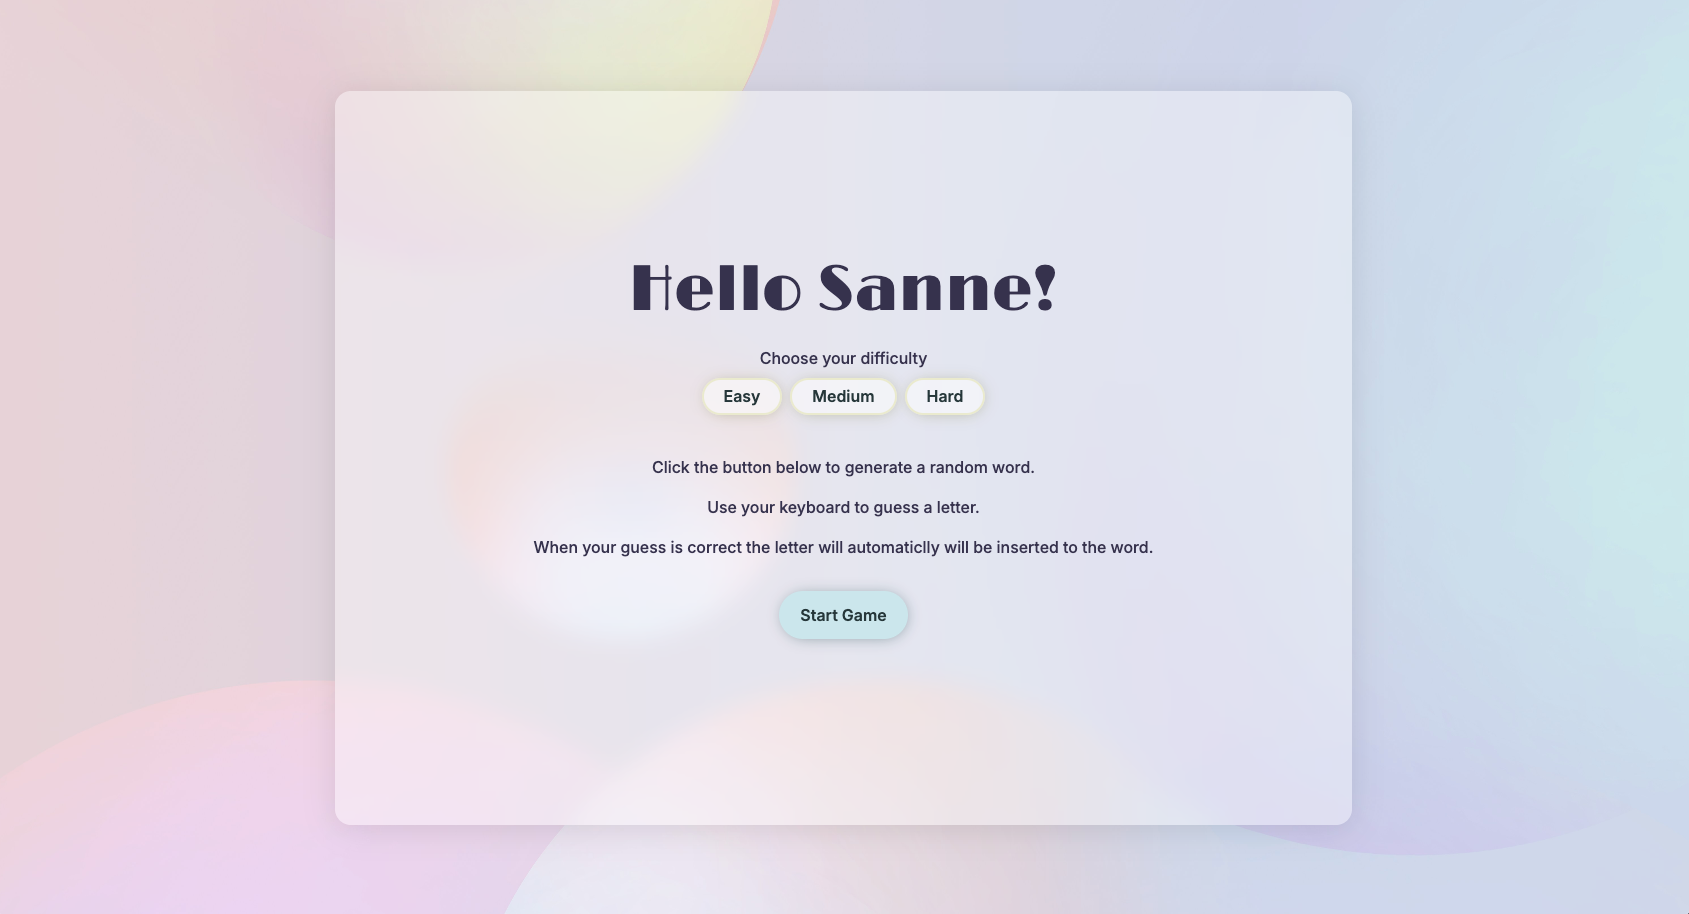 Hello Sanne!
Choose your difficulty
Easy Medium Hard
Click the button below to generate a random word.
Use your keyboard to guess a letter.
When your guess is correct the letter will automaticlly will be inserted to the word.
Start Game